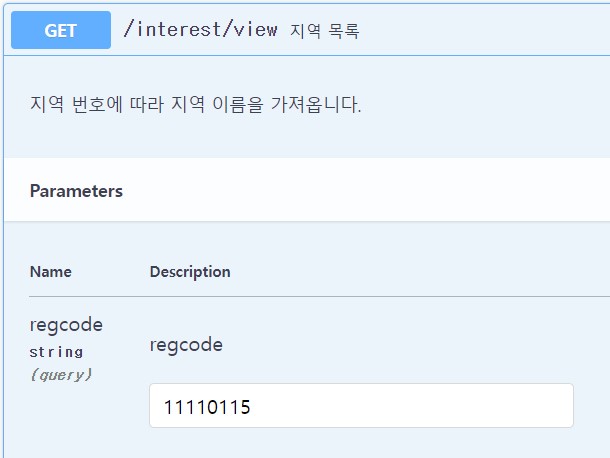 GET /interest/view 지역 목록
지역 번호에 따라 지역 이름을 가져옵니다.
Parameters
Name Description
regcode
string
(query)
regcode
11110115